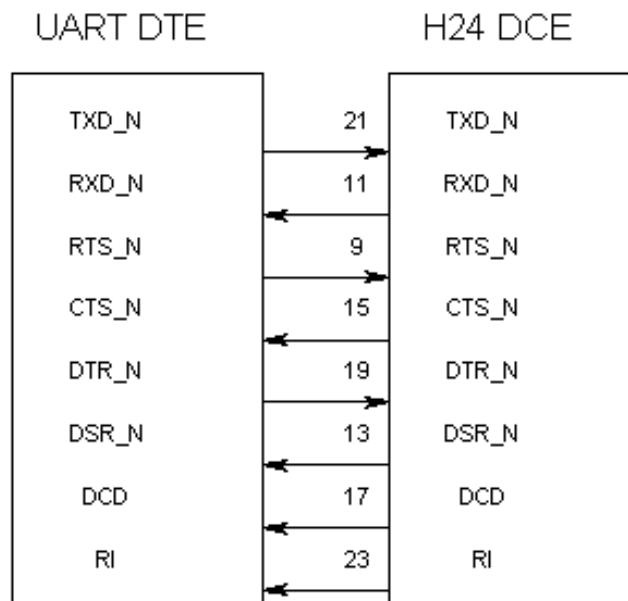 UART DTE H24 DCE
TXD_N 21 TXD_N
RXD_N 11 RXD_N
RTS_N 9 RTS_N
CTS_N 15 CTS_N
DTR_N 19 DTR_N
DSR_N 13 DSR_N
DCD 17 DCD
RI 23 RI